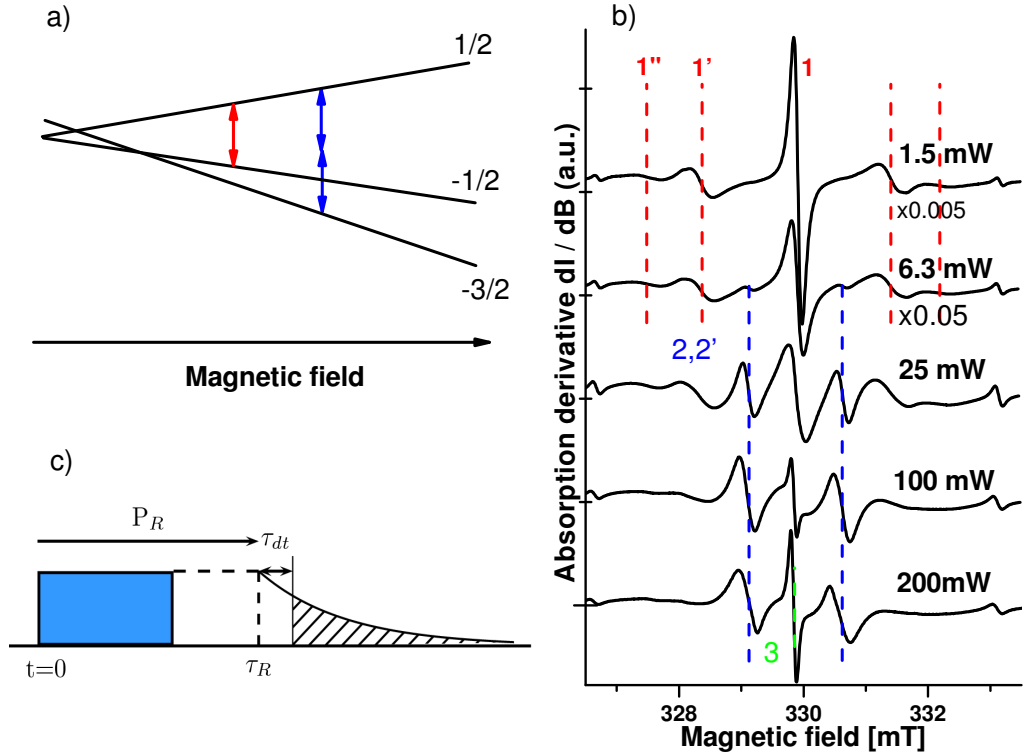 a)
1/2
-1/2
-3/2
Magnetic field
c)
P_R
τ_dt
t=0
τ_R
b)
Absorption derivative dI / dB (a.u.)
1'' 1' 1
1.5 mW
x0.005
6.3 mW
x0.05
2,2'
25 mW
100 mW
200mW
3
328 330 332
Magnetic field [mT]